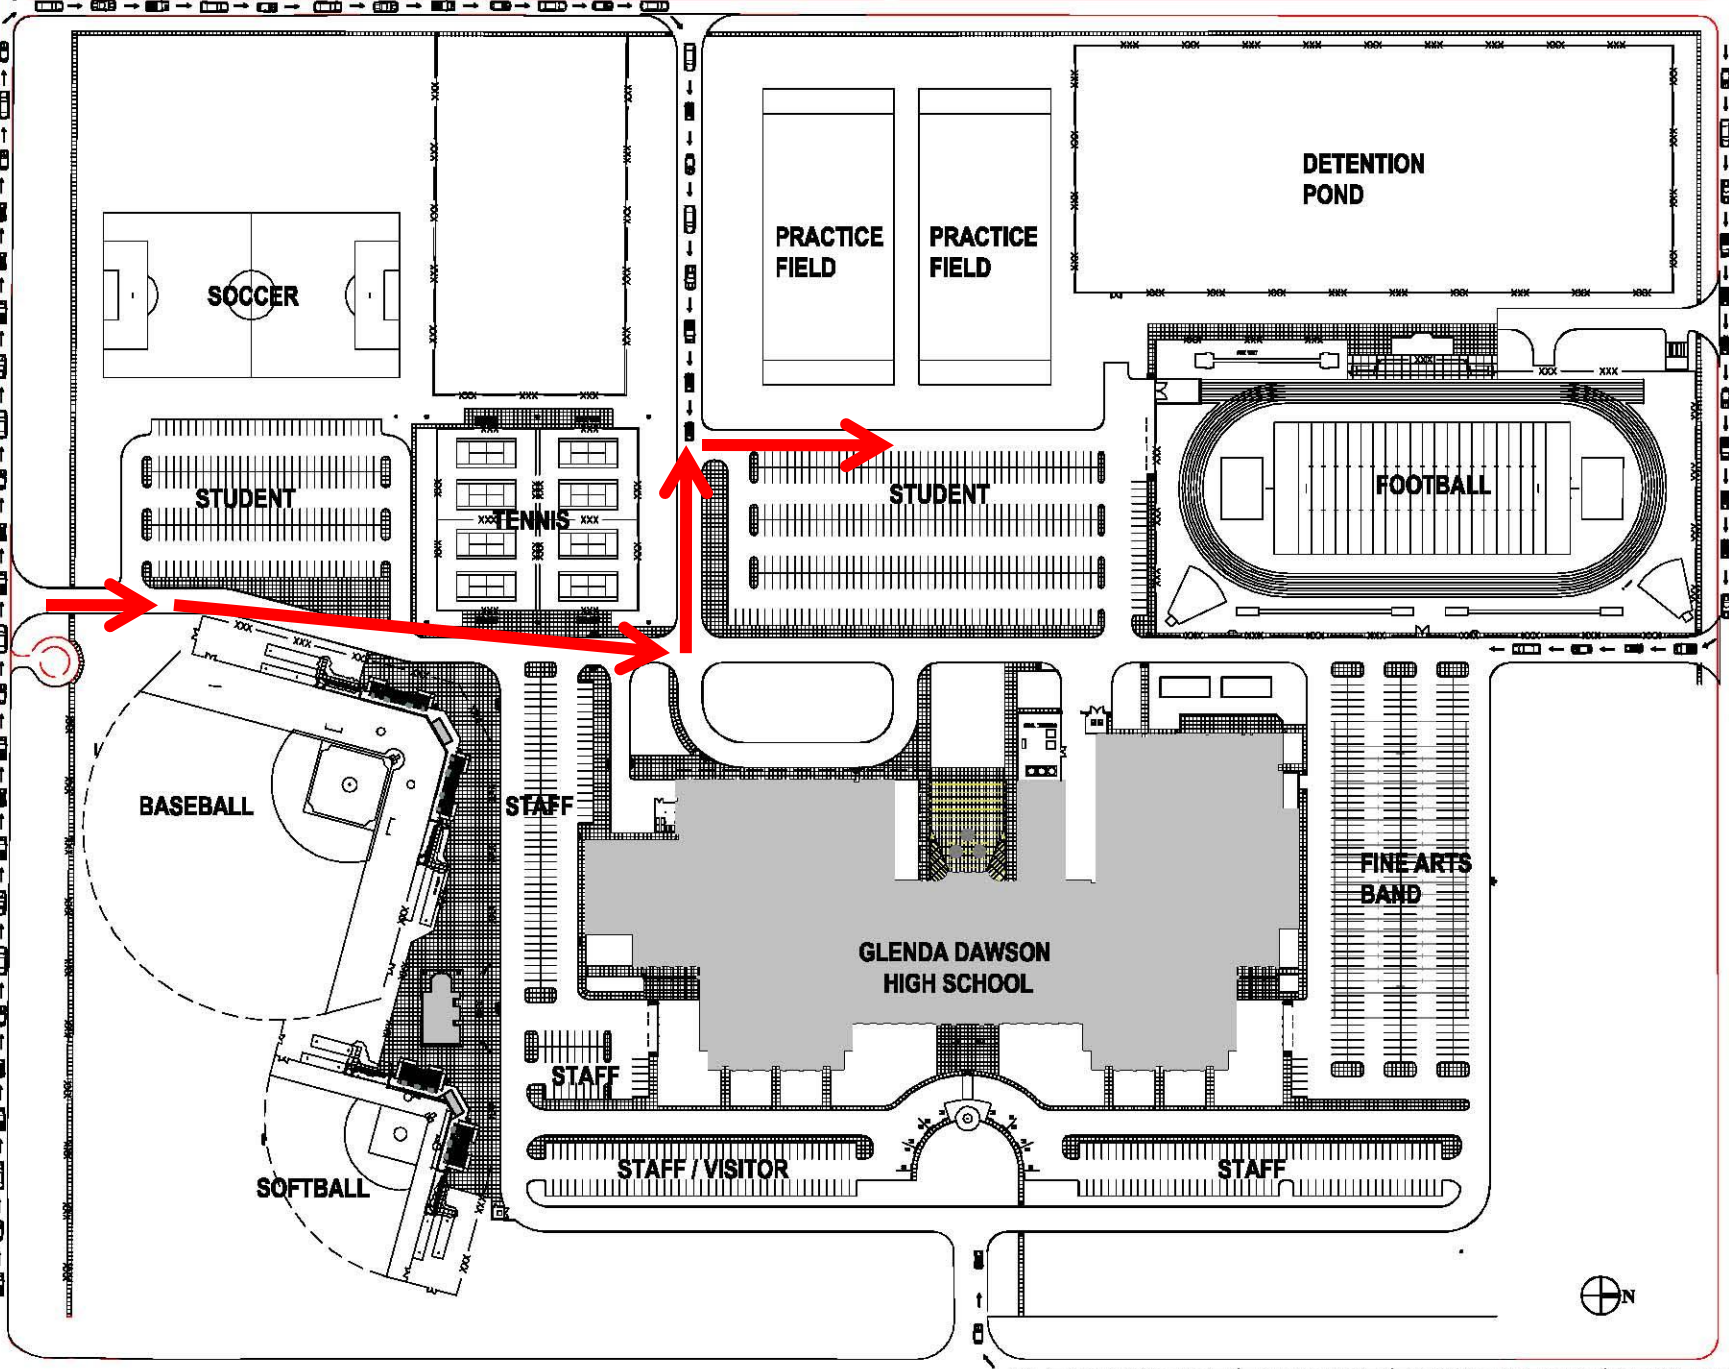 DETENTION
POND
PRACTICE
FIELD
PRACTICE
FIELD
SOCCER
STUDENT
TENNIS
STUDENT
FOOTBALL
BASEBALL
STAFF
FINE ARTS
BAND
GLENDA DAWSON
HIGH SCHOOL
STAFF
STAFF / VISITOR
STAFF
SOFTBALL
N